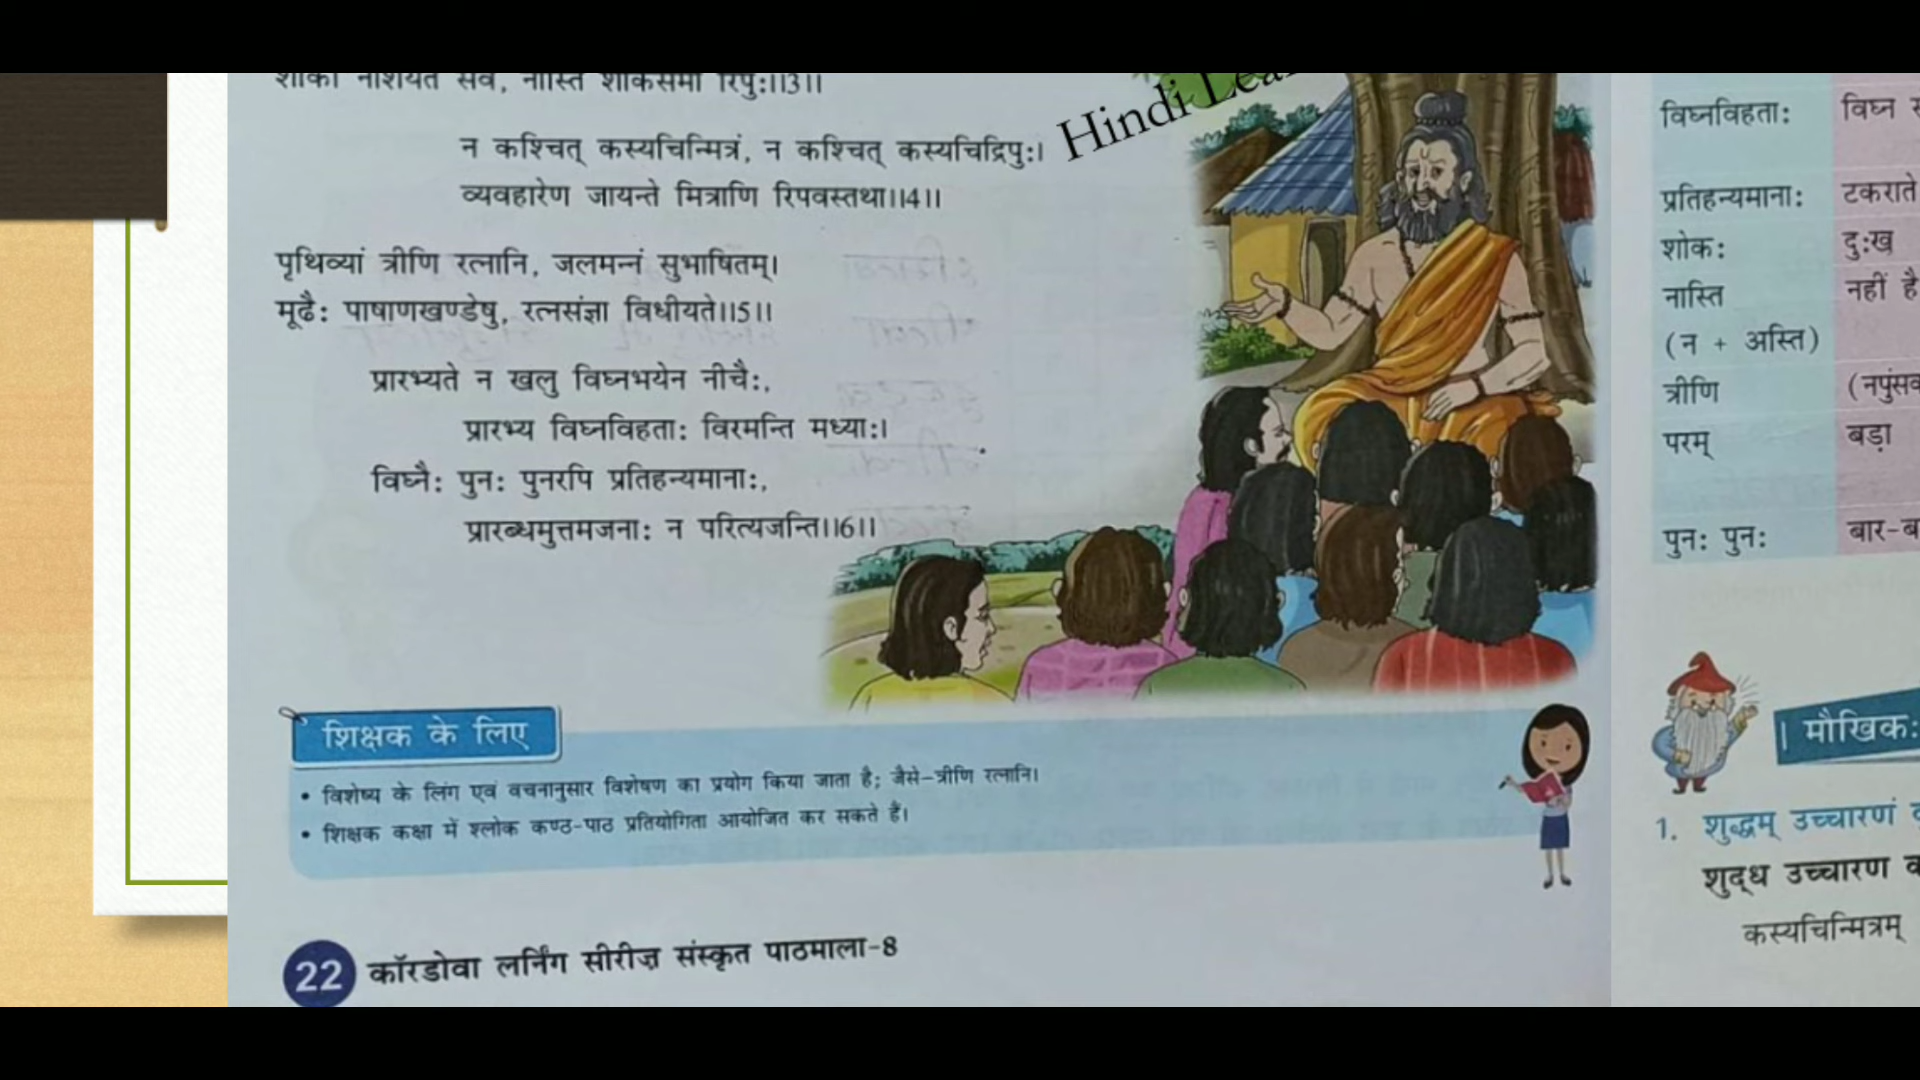 शोको नाशयते सर्वं, नास्ति शोकसमो रिपुः।।3।।
न कश्चित् कस्यचिन्मित्रं, न कश्चित् कस्यचिद्रिपुः।
व्यवहारेण जायन्ते मित्राणि रिपवस्तथा।।4।।
पृथिव्यां त्रीणि रत्नानि, जलमन्नं सुभाषितम्।
मूढैः पाषाणखण्डेषु, रत्नसंज्ञा विधीयते।।5।।
प्रारभ्यते न खलु विघ्नभयेन नीचैः,
प्रारभ्य विघ्नविहताः विरमन्ति मध्याः।
विघ्नैः पुनः पुनरपि प्रतिहन्यमानाः,
प्रारब्धमुत्तमजनाः न परित्यजन्ति।।6।।
Hindi
शिक्षक के लिए
• विशेष्य के लिंग एवं वचनानुसार विशेषण का प्रयोग किया जाता है; जैसे–त्रीणि रत्नानि।
• शिक्षक कक्षा में श्लोक कण्ठ-पाठ प्रतियोगिता आयोजित कर सकते हैं।
22 कॉरडोवा लर्निंग सीरीज़ संस्कृत पाठमाला-8
विघ्नविहताः विघ्न
प्रतिहन्यमानाः टकराते
शोकः दुःख
नास्ति नहीं है
(न + अस्ति)
त्रीणि
परम् बड़ा
पुनः पुनः
। मौखिकः
1. शुद्धम् उच्चारणं
शुद्ध उच्चारण
कस्यचिन्मित्रम्